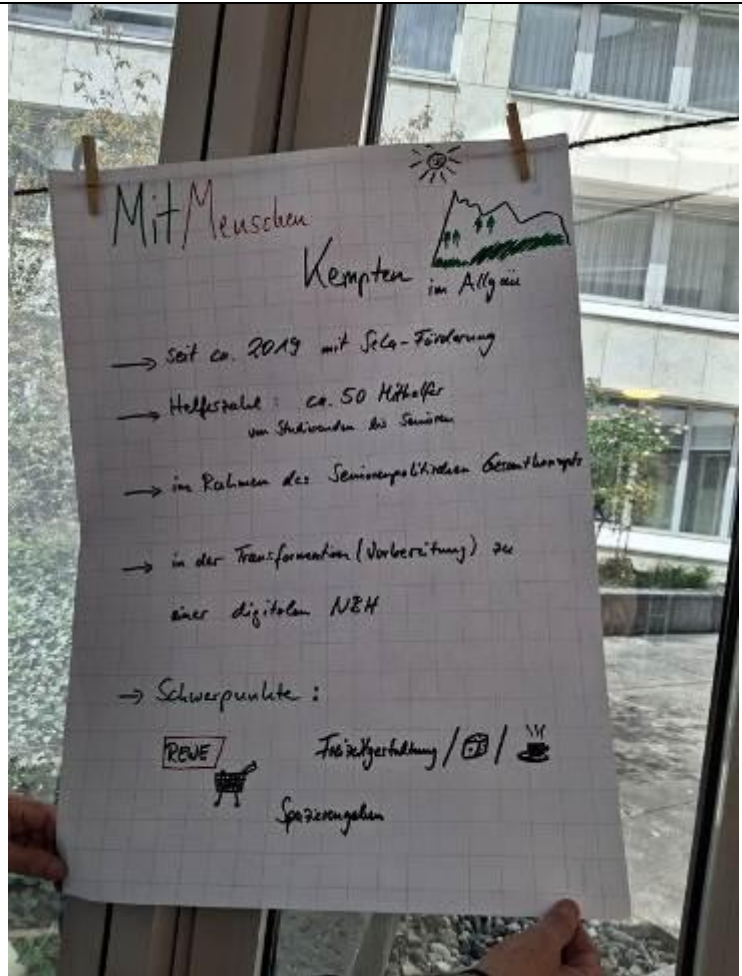 MitMenschen
Kempten im Allgäu
→ seit ca. 2019 mit SeLa-Förderung
→ Helferzahl: ca. 50 Mithelfer
von Studierenden bis Senioren
→ im Rahmen des Seniorenpolitischen Gesamtkonzepts
→ in der Transformation (Vorbereitung) zu
einer digitalen NBH
→ Schwerpunkte:
REWE Freizeitgestaltung / /
Spazierengehen